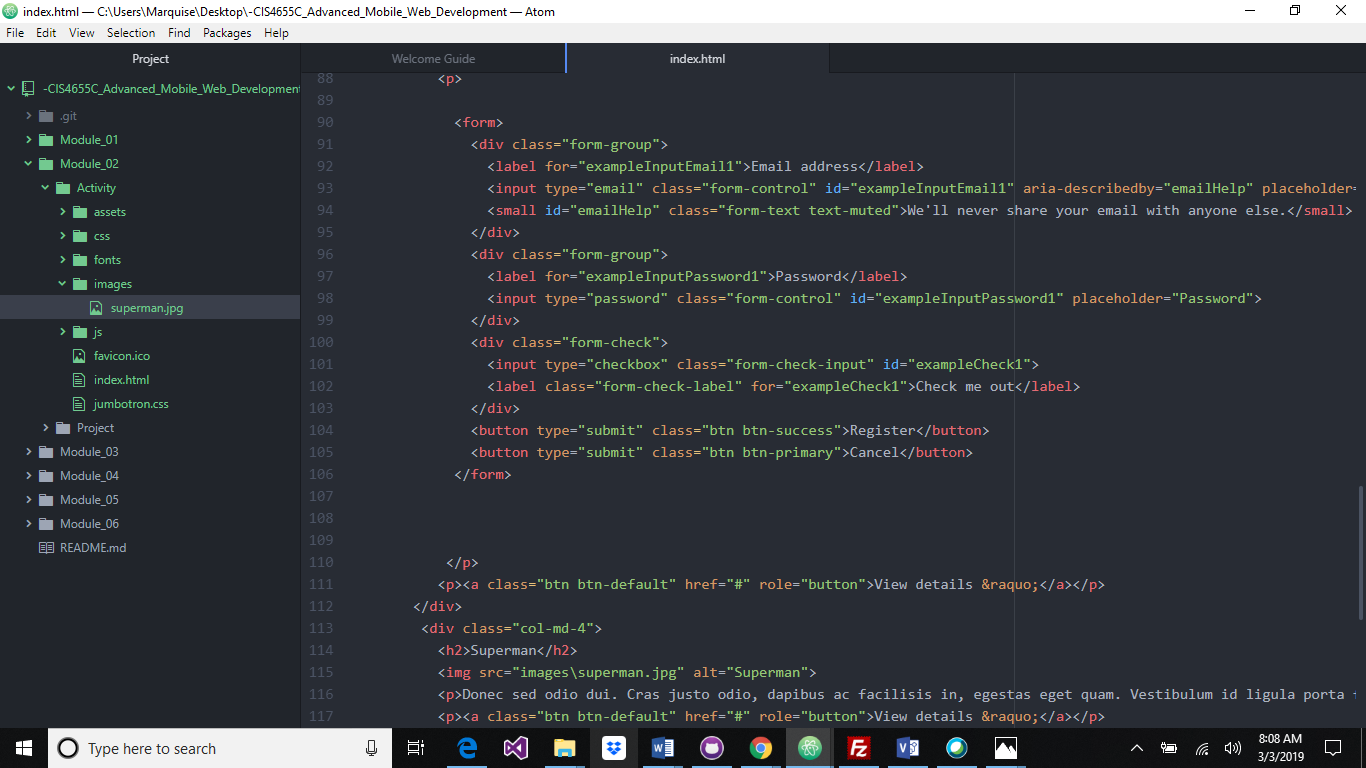 index.html — C:\Users\Marquise\Desktop\-CIS4655C_Advanced_Mobile_Web_Development — Atom
File Edit View Selection Find Packages Help
Project
-CIS4655C_Advanced_Mobile_Web_Development
.git
Module_01
Module_02
Activity
assets
css
fonts
images
superman.jpg
js
favicon.ico
index.html
jumbotron.css
Project
Module_03
Module_04
Module_05
Module_06
README.md
Welcome Guide index.html
88 <p>
89
90 <form>
91 <div class="form-group">
92 <label for="exampleInputEmail1">Email address</label>
93 <input type="email" class="form-control" id="exampleInputEmail1" aria-describedby="emailHelp" placeholder=
94 <small id="emailHelp" class="form-text text-muted">We'll never share your email with anyone else.</small>
95 </div>
96 <div class="form-group">
97 <label for="exampleInputPassword1">Password</label>
98 <input type="password" class="form-control" id="exampleInputPassword1" placeholder="Password">
99 </div>
100 <div class="form-check">
101 <input type="checkbox" class="form-check-input" id="exampleCheck1">
102 <label class="form-check-label" for="exampleCheck1">Check me out</label>
103 </div>
104 <button type="submit" class="btn btn-success">Register</button>
105 <button type="submit" class="btn btn-primary">Cancel</button>
106 </form>
107
108
109
110 </p>
111 <p><a class="btn btn-default" href="#" role="button">View details &raquo;</a></p>
112 </div>
113 <div class="col-md-4">
114 <h2>Superman</h2>
115 <img src="images\superman.jpg" alt="Superman">
116 <p>Donec sed odio dui. Cras justo odio, dapibus ac facilisis in, egestas eget quam. Vestibulum id ligula porta
117 <p><a class="btn btn-default" href="#" role="button">View details &raquo;</a></p>
Type here to search
8:08 AM
3/3/2019